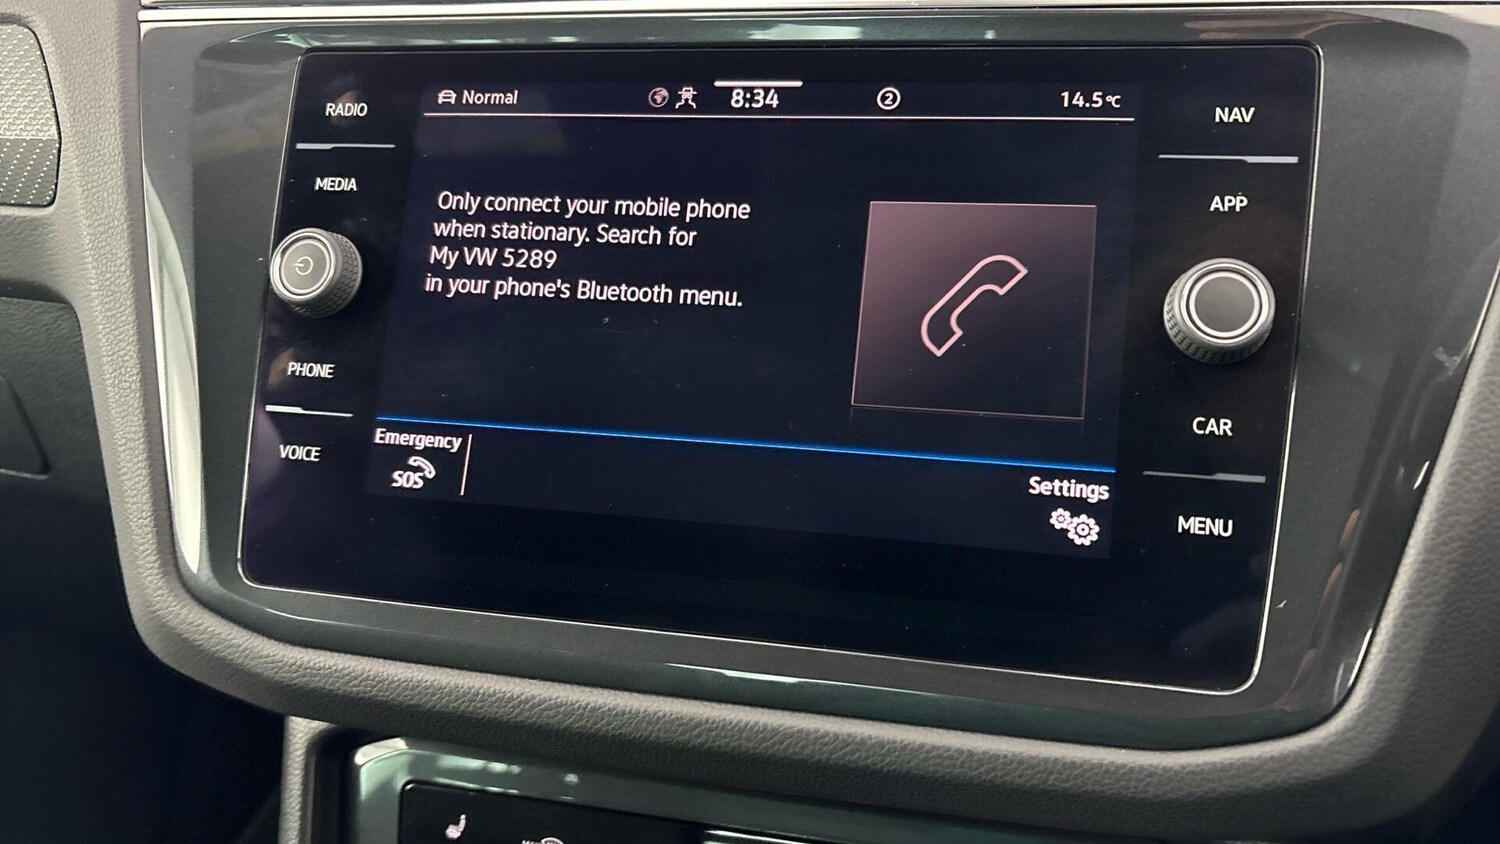 RADIO
MEDIA
PHONE
VOICE
Normal
8:34
2
14.5°C
Only connect your mobile phone
when stationary. Search for
My VW 5289
in your phone's Bluetooth menu.
Emergency
SOS
Settings
NAV
APP
CAR
MENU